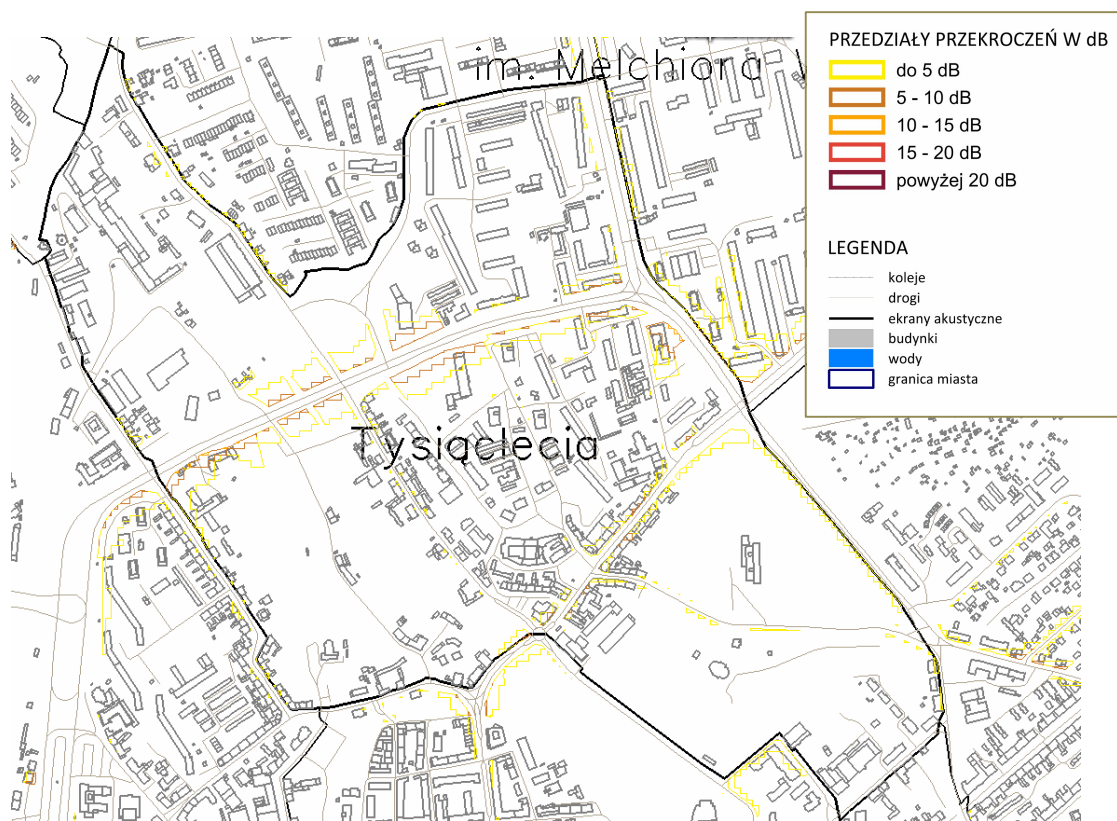 im. Melchiora
Tysiąclecia
PRZEDZIAŁY PRZEKROCZEŃ W dB
do 5 dB
5 - 10 dB
10 - 15 dB
15 - 20 dB
powyżej 20 dB
LEGENDA
koleje
drogi
ekrany akustyczne
budynki
wody
granica miasta